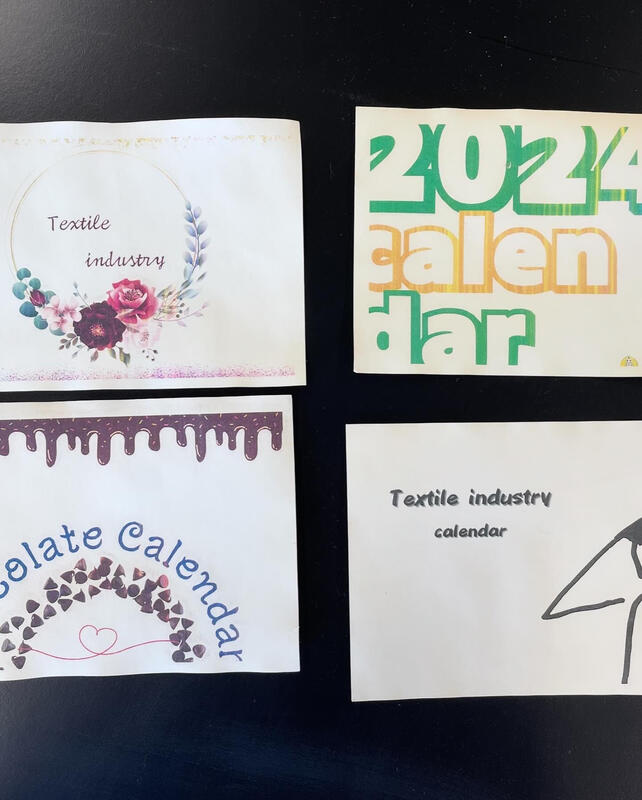 Textile
industry
2024
calen
dar
colate Calendar
Textile industry
calendar